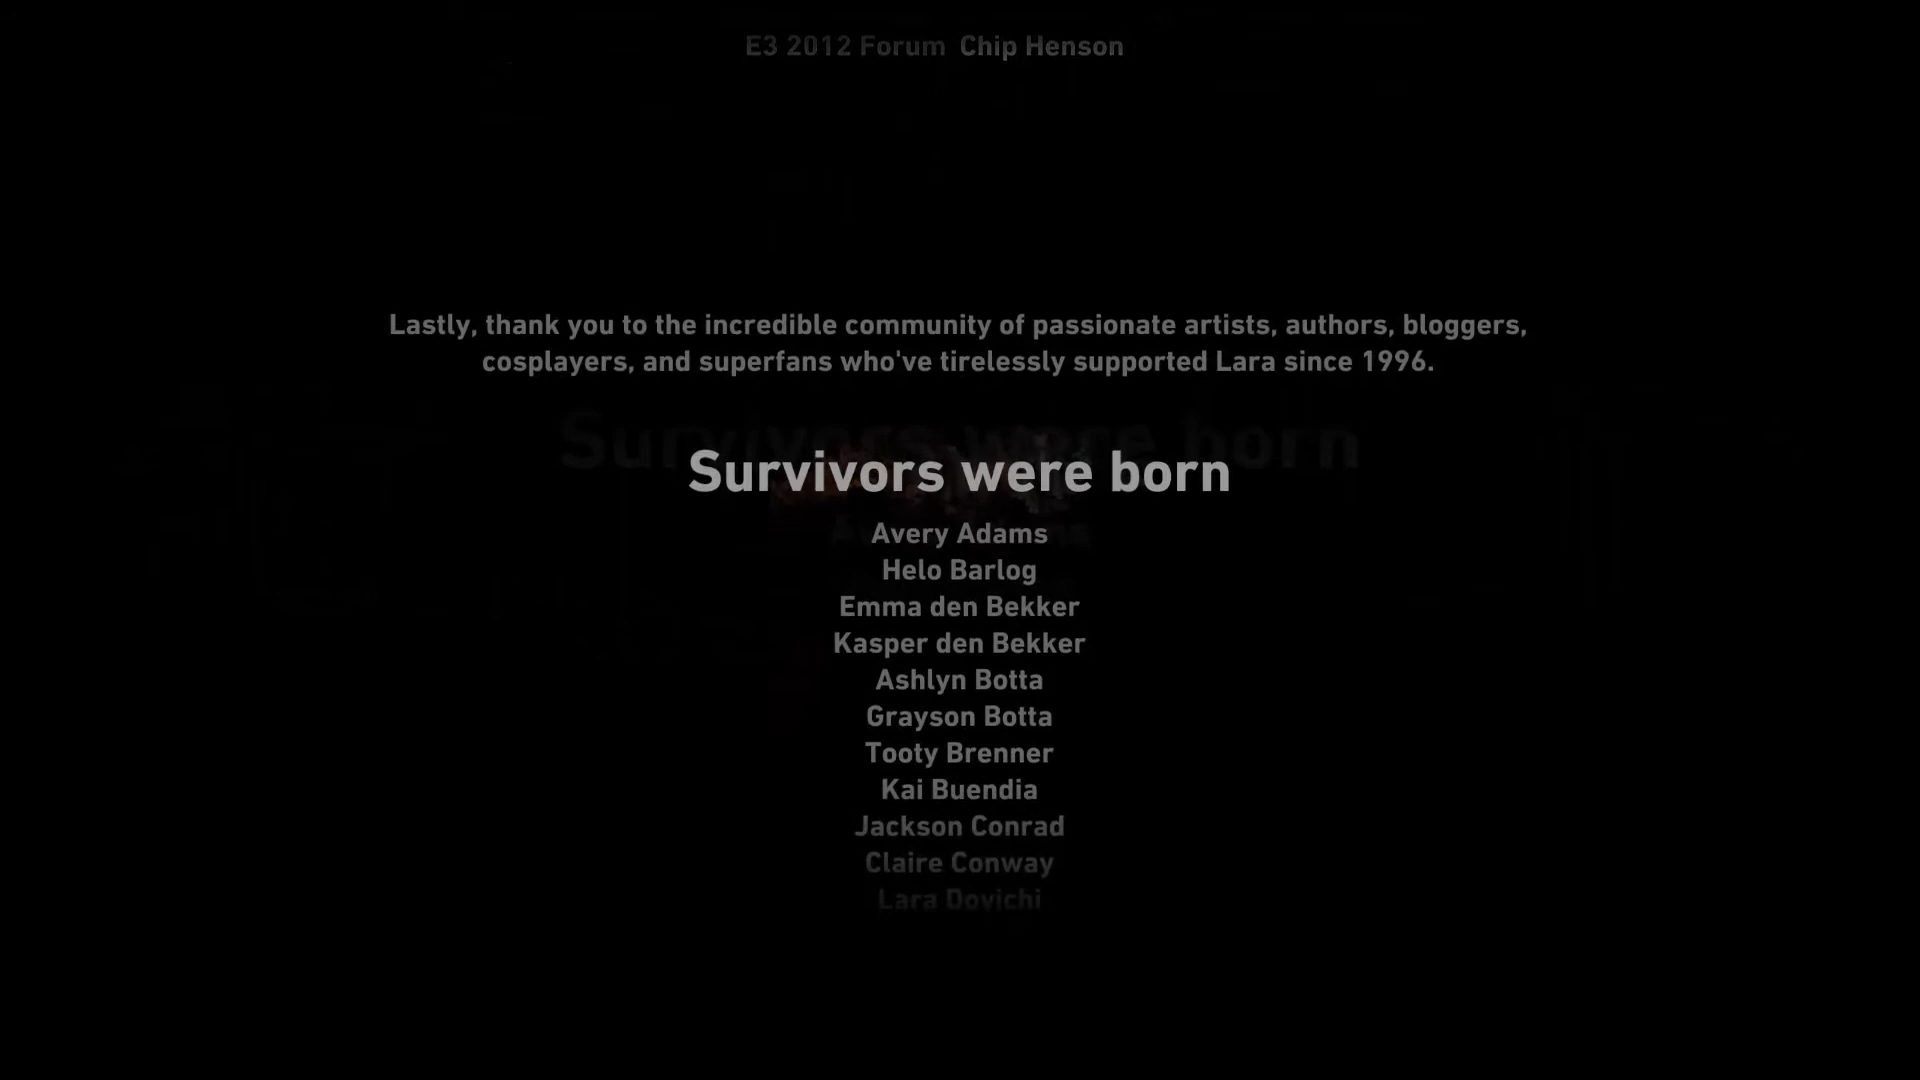 E3 2012 Forum Chip Henson
Lastly, thank you to the incredible community of passionate artists, authors, bloggers,
cosplayers, and superfans who've tirelessly supported Lara since 1996.
Survivors were born
Avery Adams
Helo Barlog
Emma den Bekker
Kasper den Bekker
Ashlyn Botta
Grayson Botta
Tooty Brenner
Kai Buendia
Jackson Conrad
Claire Conway
Lara Dovichi